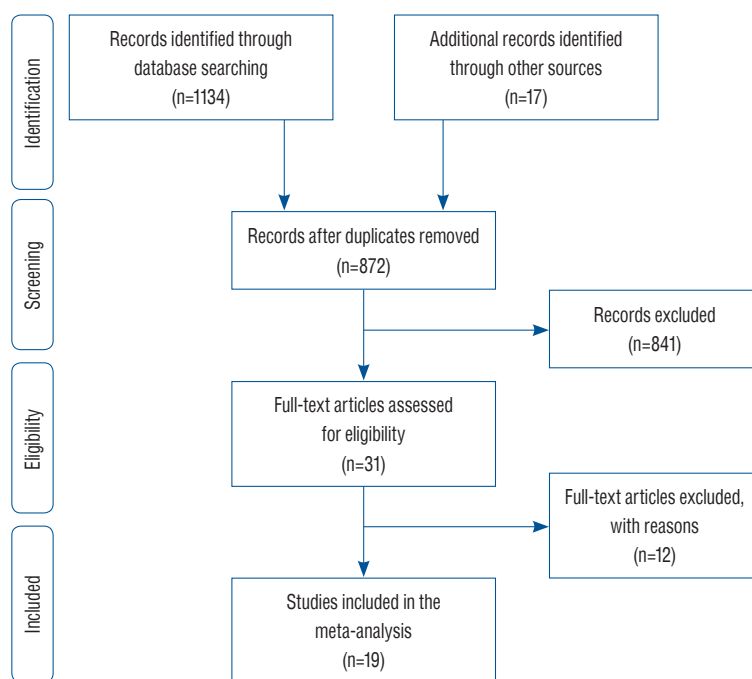 Identification
Records identified through
database searching
(n=1134)
Additional records identified
through other sources
(n=17)
Screening
Records after duplicates removed
(n=872)
Records excluded
(n=841)
Eligibility
Full-text articles assessed
for eligibility
(n=31)
Full-text articles excluded,
with reasons
(n=12)
Included
Studies included in the
meta-analysis
(n=19)